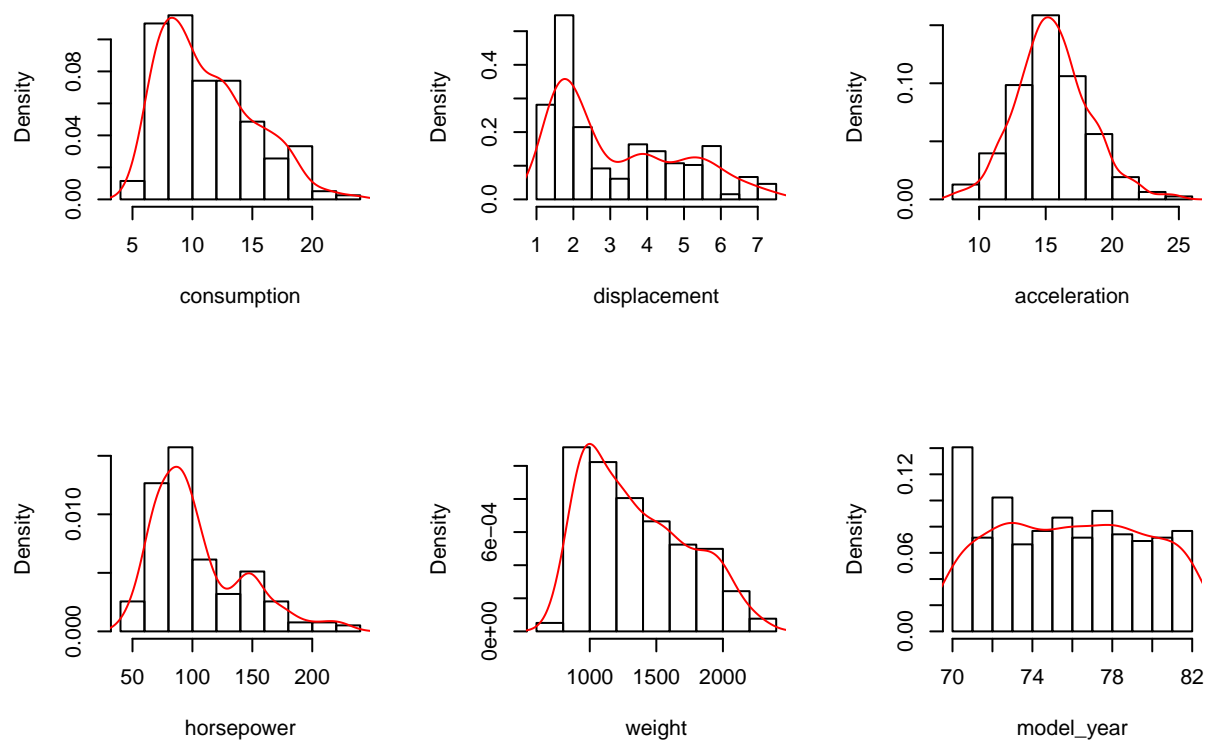 Density
0.00 0.04 0.08
5 10 15 20
consumption
Density
0.0 0.2 0.4
1 2 3 4 5 6 7
displacement
Density
0.00 0.10
10 15 20 25
acceleration
Density
0.000 0.010
50 100 150 200
horsepower
Density
0e+00 6e-04
1000 1500 2000
weight
Density
0.00 0.06 0.12
70 74 78 82
model_year